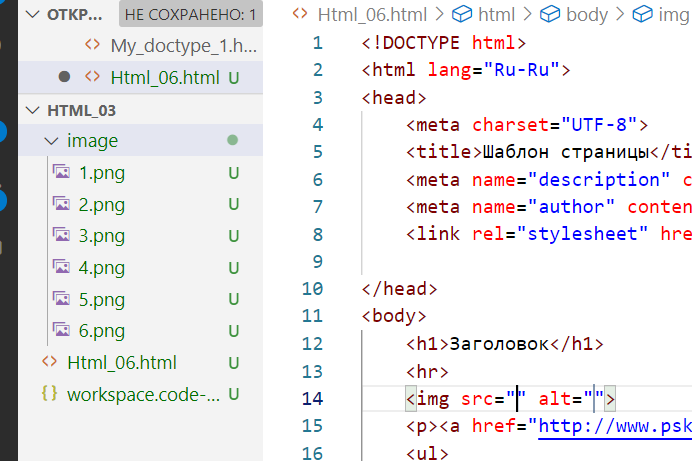 ОТКР... НЕ СОХРАНЕНО: 1
My_doctype_1.h...
Html_06.html U
HTML_03
image
1.png U
2.png U
3.png U
4.png U
5.png U
6.png U
Html_06.html U
workspace.code-... U
Html_06.html > html > body > img
1 <!DOCTYPE html>
2 <html lang="Ru-Ru">
3 <head>
4 <meta charset="UTF-8">
5 <title>Шаблон страницы</ti
6 <meta name="description" c
7 <meta name="author" conten
8 <link rel="stylesheet" hre
9
10 </head>
11 <body>
12 <h1>Заголовок</h1>
13 <hr>
14 <img src="" alt="">
15 <p><a href="http://www.psk
16 <ul>